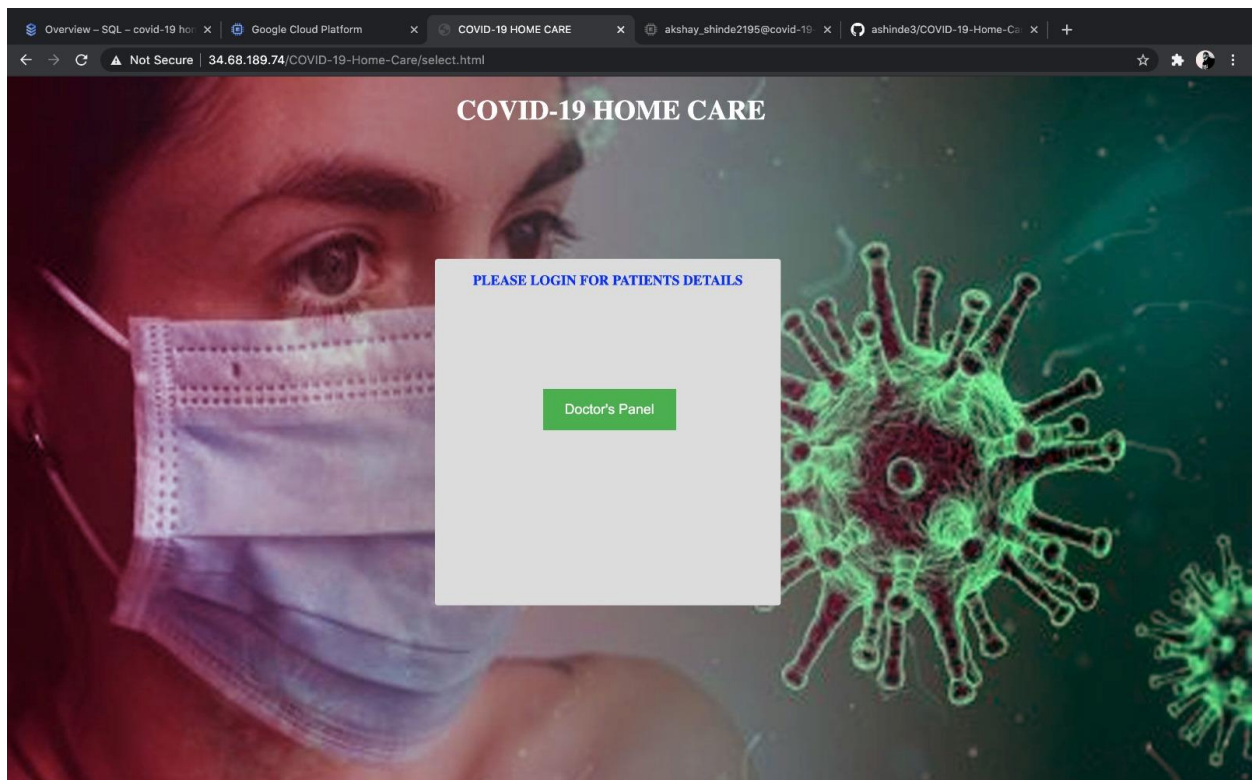 Overview – SQL – covid-19 hon
Google Cloud Platform
COVID-19 HOME CARE
akshay_shinde2195@covid-19-
ashinde3/COVID-19-Home-Ca
Not Secure | 34.68.189.74/COVID-19-Home-Care/select.html
COVID-19 HOME CARE
PLEASE LOGIN FOR PATIENTS DETAILS
Doctor's Panel